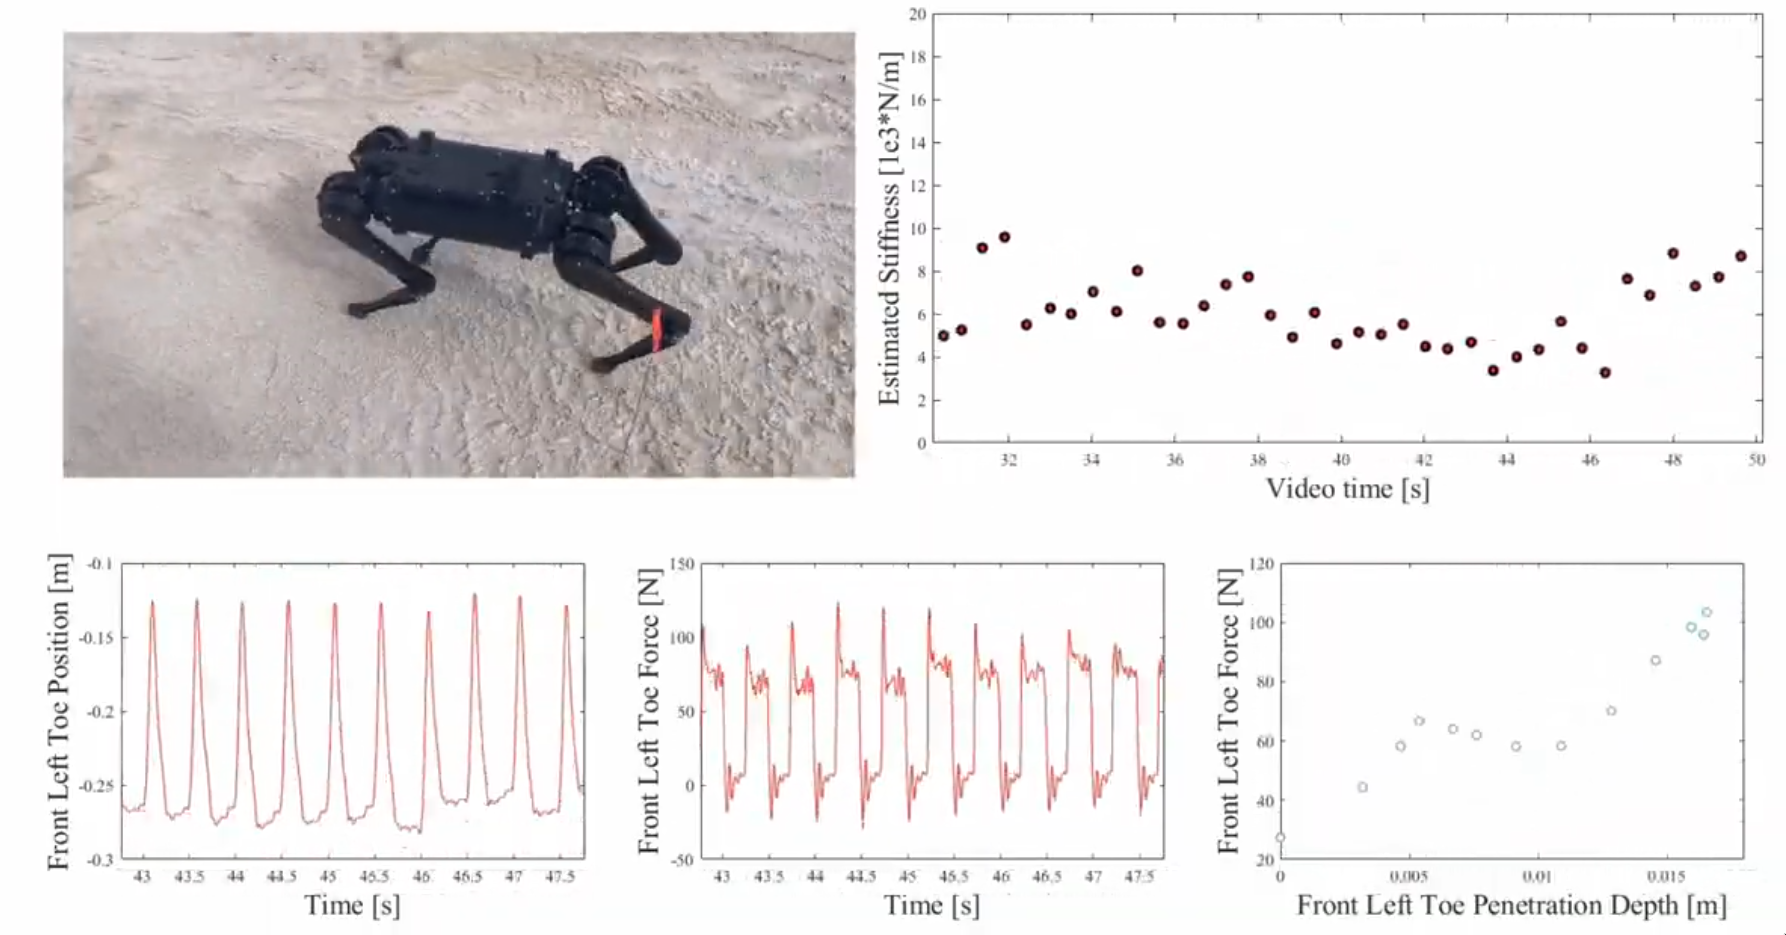 20
18
16
14
12
10
8
6
4
2
0
Estimated Stiffness [1e3*N/m]
32 34 36 38 40 42 44 46 48 50
Video time [s]
Front Left Toe Position [m]
-0.1
-0.15
-0.2
-0.25
-0.3
43 43.5 44 44.5 45 45.5 46 46.5 47 47.5
Time [s]
Front Left Toe Force [N]
150
100
50
0
-50
43 43.5 44 44.5 45 45.5 46 46.5 47 47.5
Time [s]
Front Left Toe Force [N]
120
100
80
60
40
20
0 0.005 0.01 0.015
Front Left Toe Penetration Depth [m]